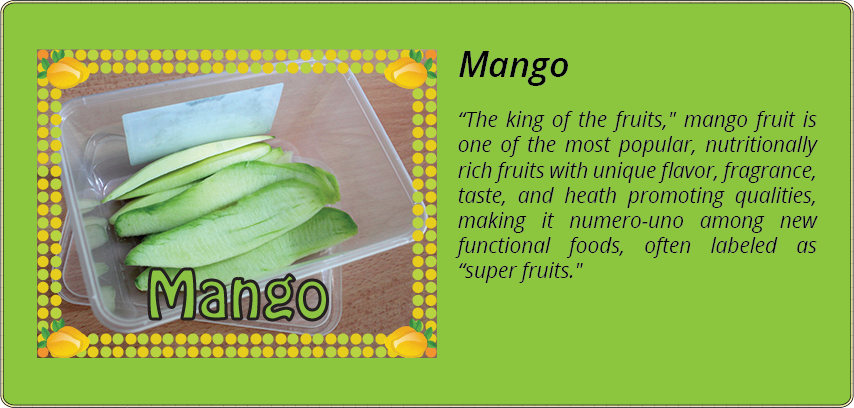 Mango
Mango
“The king of the fruits," mango fruit is
one of the most popular, nutritionally
rich fruits with unique flavor, fragrance,
taste, and heath promoting qualities,
making it numero-uno among new
functional foods, often labeled as
“super fruits."